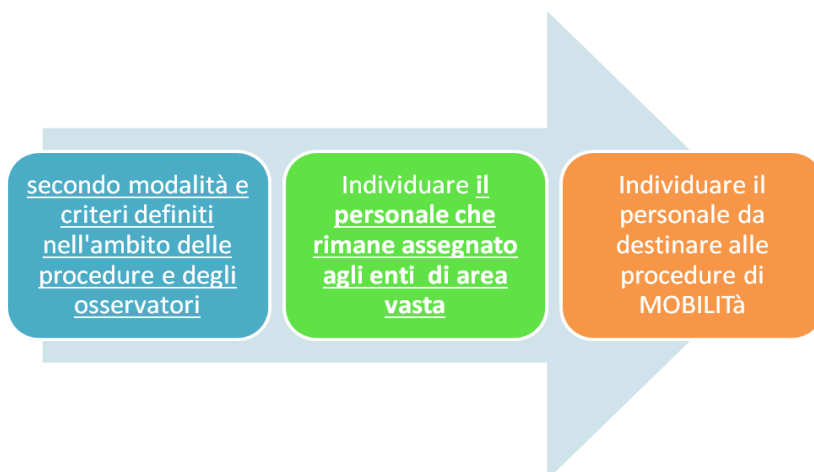 secondo modalità e
criteri definiti
nell'ambito delle
procedure e degli
osservatori
Individuare il
personale che
rimane assegnato
agli enti  di area
vasta
Individuare il
personale da
destinare alle
procedure di
MOBILITà